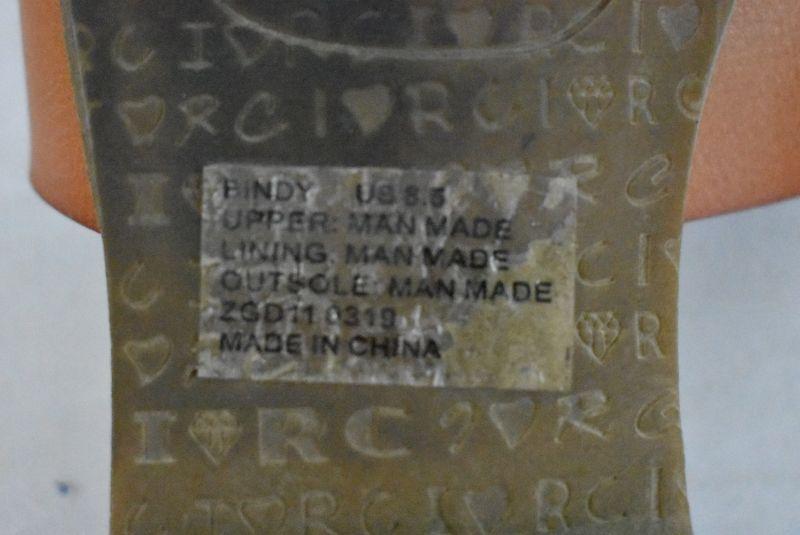 I R C I R C I
R C I R C I R C
I R C
BINDY US
UPPER: MAN MADE
LINING: MAN MADE
OUTSOLE: MAN MADE
ZGD11 0319
MADE IN CHINA
C C I
R
I R C I R C
C I R C I R C I